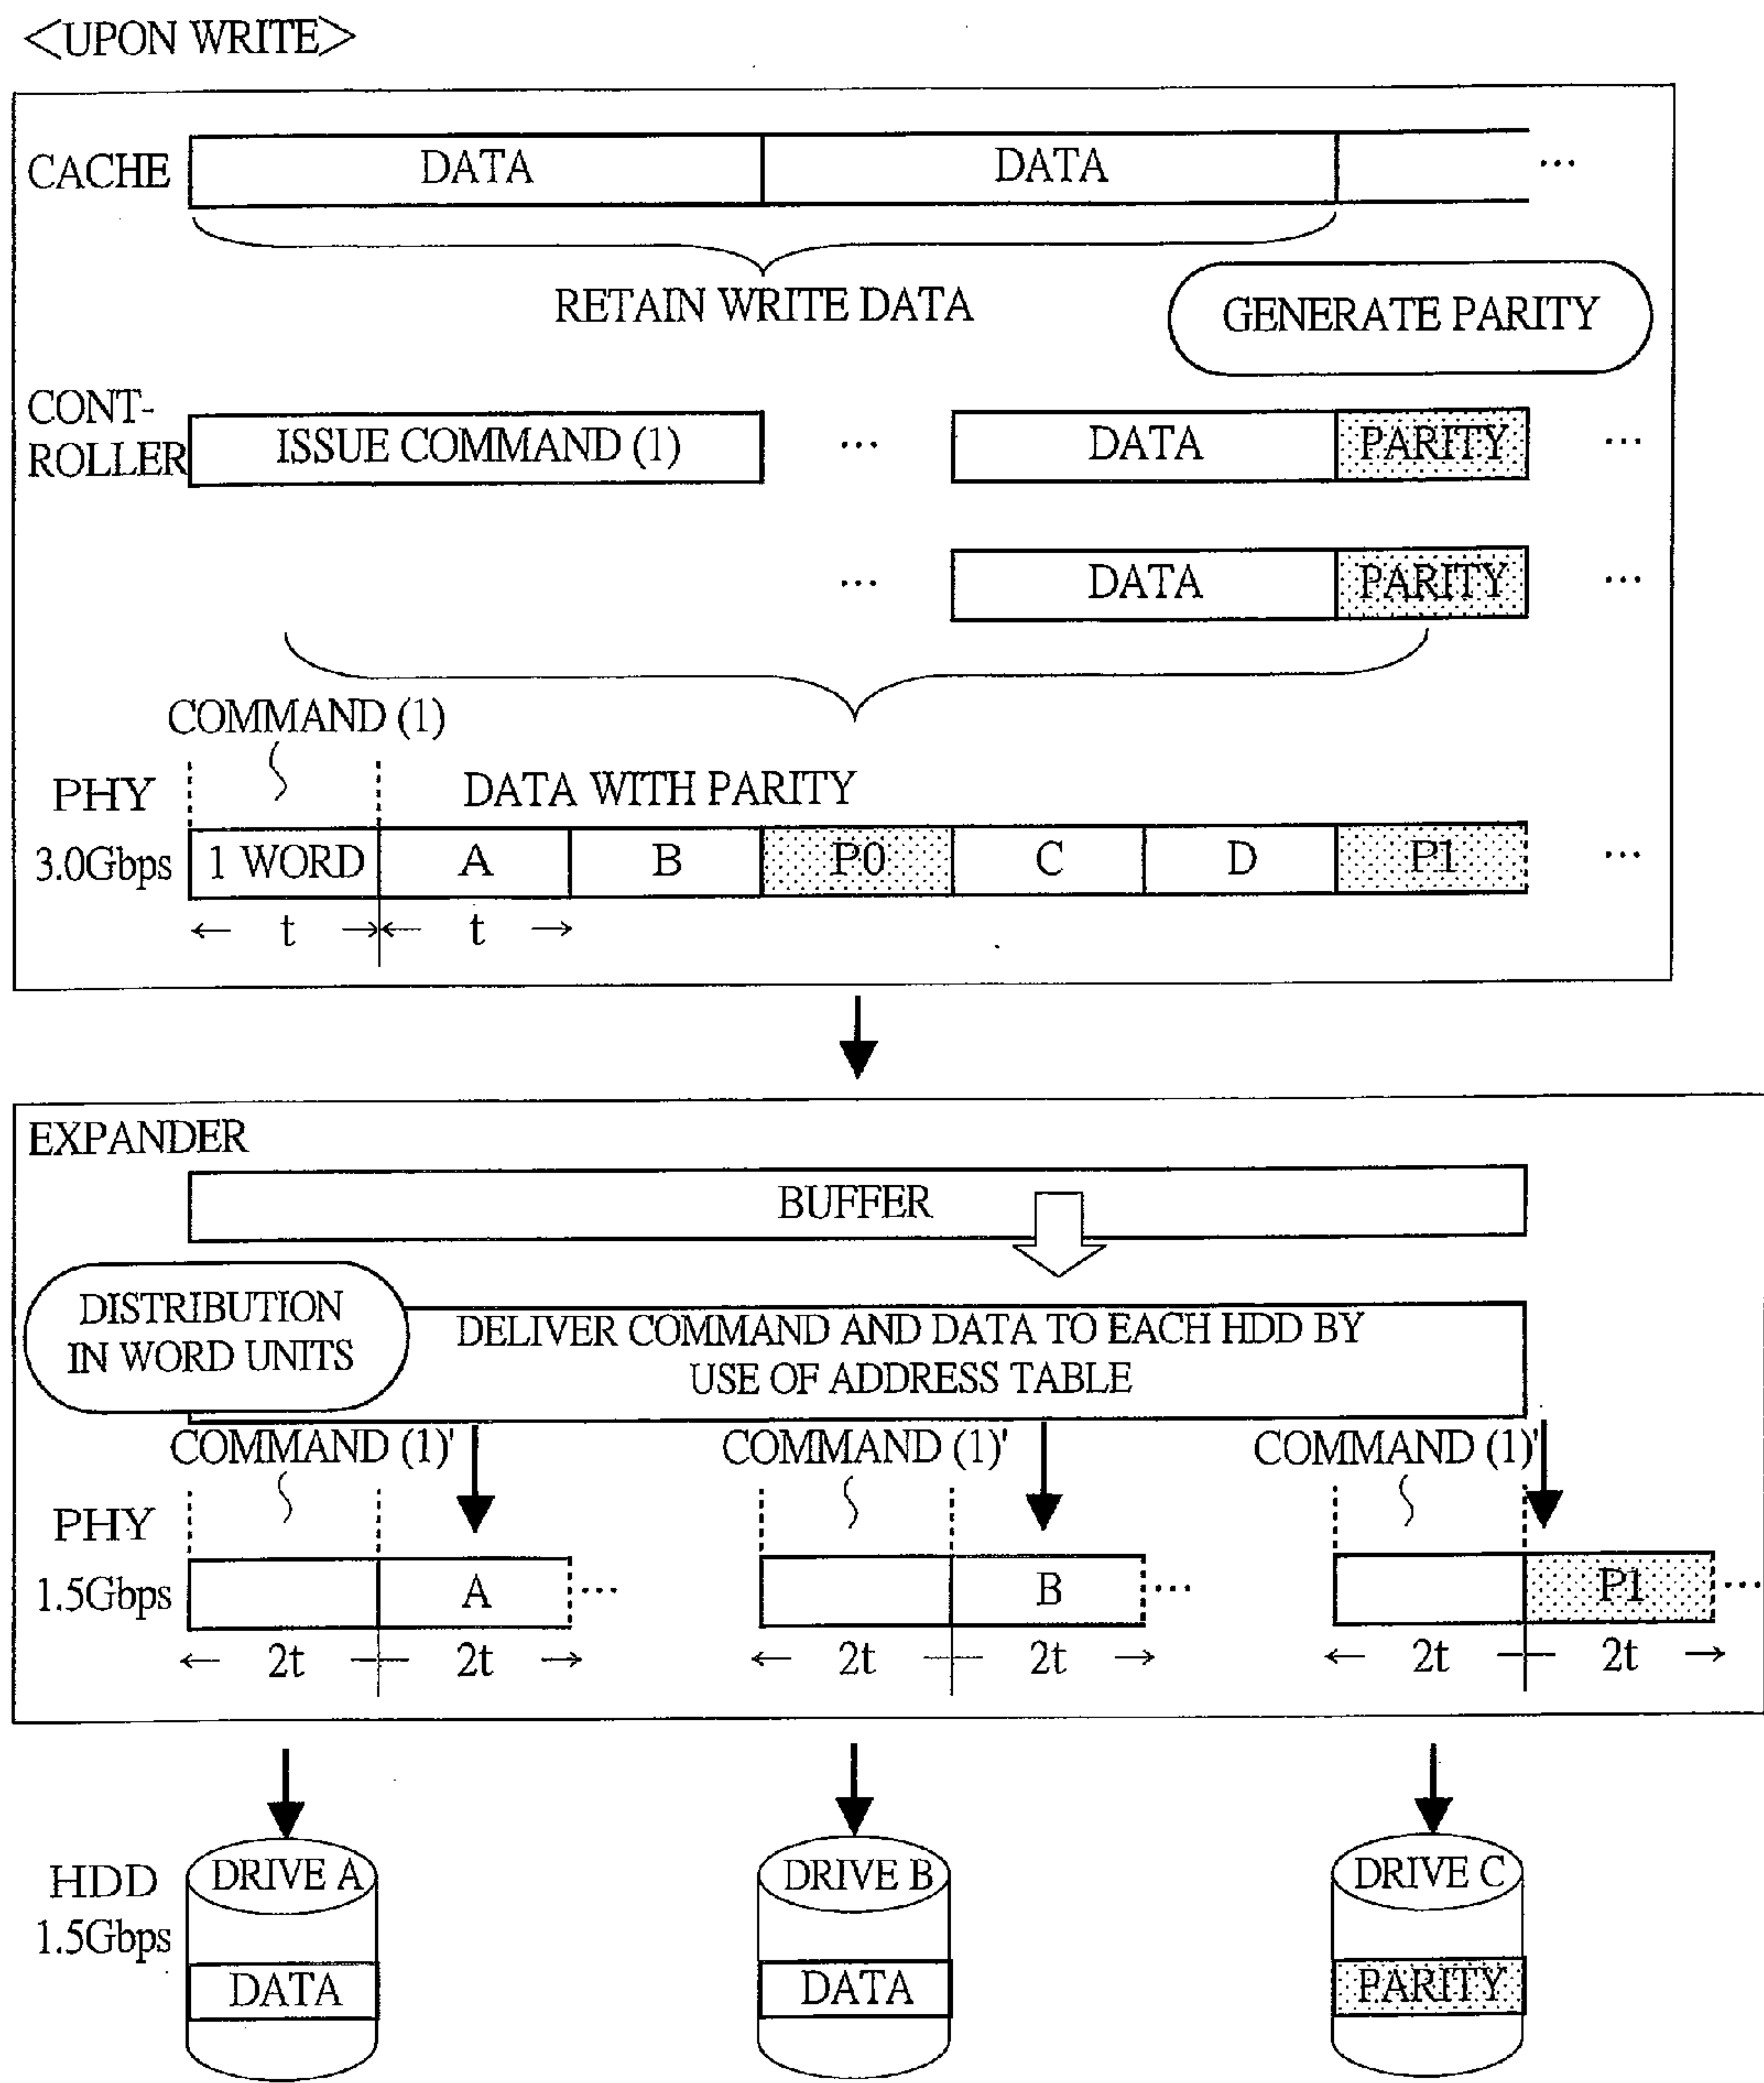 <UPON WRITE>
CACHE DATA DATA ...
RETAIN WRITE DATA
GENERATE PARITY
CONT-
ROLLER
ISSUE COMMAND (1) ... DATA PARITY ...
... DATA PARITY ...
COMMAND (1)
PHY
3.0Gbps
DATA WITH PARITY
1 WORD A B P0 C D P1 ...
← t →← t →
EXPANDER
BUFFER
DISTRIBUTION
IN WORD UNITS
DELIVER COMMAND AND DATA TO EACH HDD BY
USE OF ADDRESS TABLE
COMMAND (1)' COMMAND (1)' COMMAND (1)'
PHY
1.5Gbps
A ... B ... P1 ...
← 2t — 2t → ← 2t — 2t → ← 2t — 2t →
HDD
1.5Gbps
DRIVE A DRIVE B DRIVE C
DATA DATA PARITY